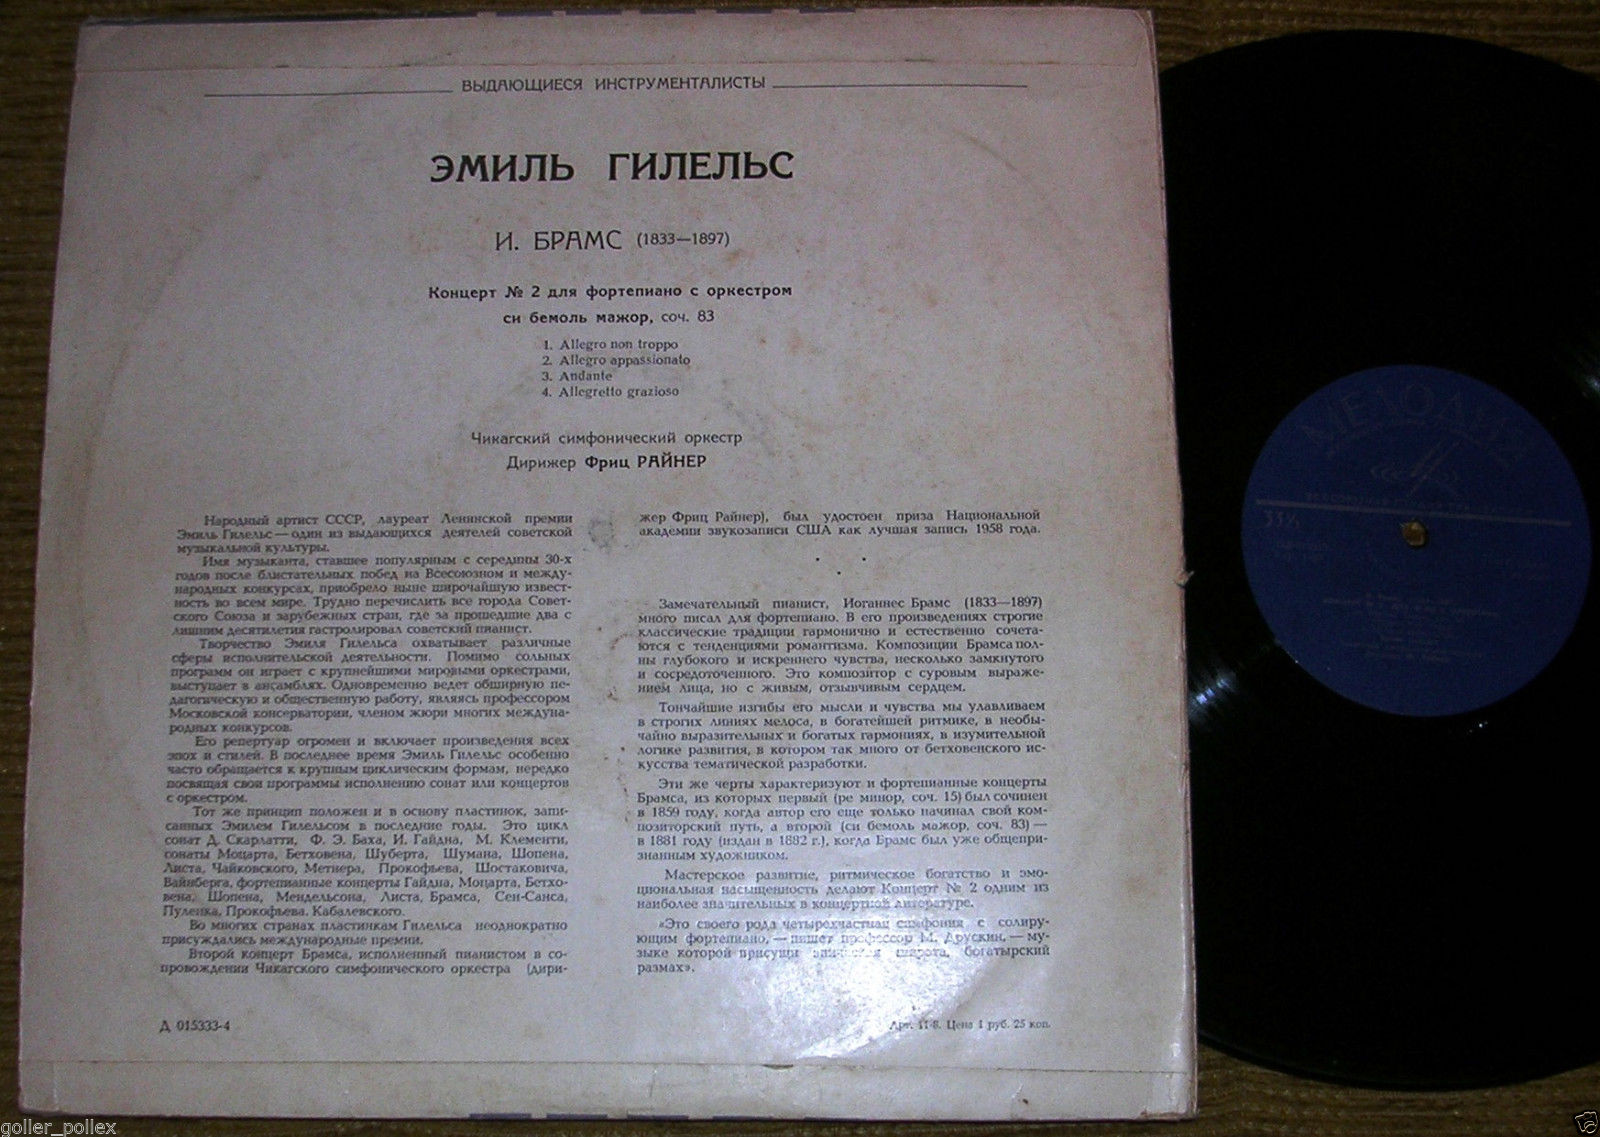 ВЫДАЮЩИЕСЯ ИНСТРУМЕНТАЛИСТЫ
ЭМИЛЬ ГИЛЕЛЬС
И. БРАМС (1833—1897)
Концерт № 2 для фортепиано с оркестром
си бемоль мажор, соч. 83
1. Allegro non troppo
2. Allegro appassionato
3. Andante
4. Allegretto grazioso
Чикагский симфонический оркестр
Дирижер Фриц РАЙНЕР
Народный артист СССР, лауреат Ленинской премии
Эмиль Гилельс — один из выдающихся деятелей советской
музыкальной культуры.
Имя музыканта, ставшее популярным с середины 30-х
годов после блистательных побед на Всесоюзном и между-
народных конкурсах, приобрело ныне широчайшую извест-
ность во всем мире. Трудно перечислить все города Совет-
ского Союза и зарубежных стран, где за прошедшие два с
лишним десятилетия гастролировал советский пианист.
Творчество Эмиля Гилельса охватывает различные
сферы исполнительской деятельности. Помимо сольных
программ он играет с крупнейшими мировыми оркестрами,
выступает в ансамблях. Одновременно ведет обширную пе-
дагогическую и общественную работу, являясь профессором
Московской консерватории, членом жюри многих междуна-
родных конкурсов.
Его репертуар огромен и включает произведения всех
эпох и стилей. В последнее время Эмиль Гилельс особенно
часто обращается к крупным циклическим формам, нередко
посвящая свои программы исполнению сонат или концертов
с оркестром.
Тот же принцип положен и в основу пластинок, запи-
санных Эмилем Гилельсом в последние годы. Это цикл
сонат Д. Скарлатти, Ф. Э. Баха, И. Гайдна, М. Клементи,
сонаты Моцарта, Бетховена, Шуберта, Шумана, Шопена,
Листа, Чайковского, Метнера, Прокофьева, Шостаковича,
Вайнберга, фортепианные концерты Гайдна, Моцарта, Бетхо-
вена, Шопена, Мендельсона, Листа, Брамса, Сен-Санса,
Пуленка, Прокофьева, Кабалевского.
Во многих странах пластинкам Гилельса неоднократно
присуждались международные премии.
Второй концерт Брамса, исполненный пианистом в со-
провождении Чикагского симфонического оркестра (дири-
жер Фриц Райнер), был удостоен приза Национальной
академии звукозаписи США как лучшая запись 1958 года.
Замечательный пианист, Иоганнес Брамс (1833—1897)
много писал для фортепиано. В его произведениях строгие
классические традиции гармонично и естественно сочета-
ются с тенденциями романтизма. Композиции Брамса пол-
ны глубокого и искреннего чувства, несколько замкнутого
и сосредоточенного. Это композитор с суровым выраже-
нием лица, но с живым, отзывчивым сердцем.
Тончайшие изгибы его мысли и чувства мы улавливаем
в строгих линиях мелоса, в богатейшей ритмике, в необы-
чайно выразительных и богатых гармониях, в изумительной
логике развития, в котором так много от бетховенского ис-
кусства тематической разработки.
Эти же черты характеризуют и фортепианные концерты
Брамса, из которых первый (ре минор, соч. 15) был сочинен
в 1859 году, когда автор его еще только начинал свой ком-
позиторский путь, а второй (си бемоль мажор, соч. 83) —
в 1881 году (издан в 1882 г.), когда Брамс был уже общепри-
знанным художником.
Мастерское развитие, ритмическое богатство и эмо-
циональная насыщенность делают Концерт № 2 одним из
наиболее значительных в концертной литературе.
«Это своего рода четырехчастная симфония с солиру-
ющим фортепиано, — пишет профессор М. Друскин, — му-
зыке которой присущи эпическая широта, богатырский
размах».
Д 015333-4
Арт. 11-8. Цена 1 руб. 25 коп.
МЕЛОДИЯ
33⅓
goller_pollex